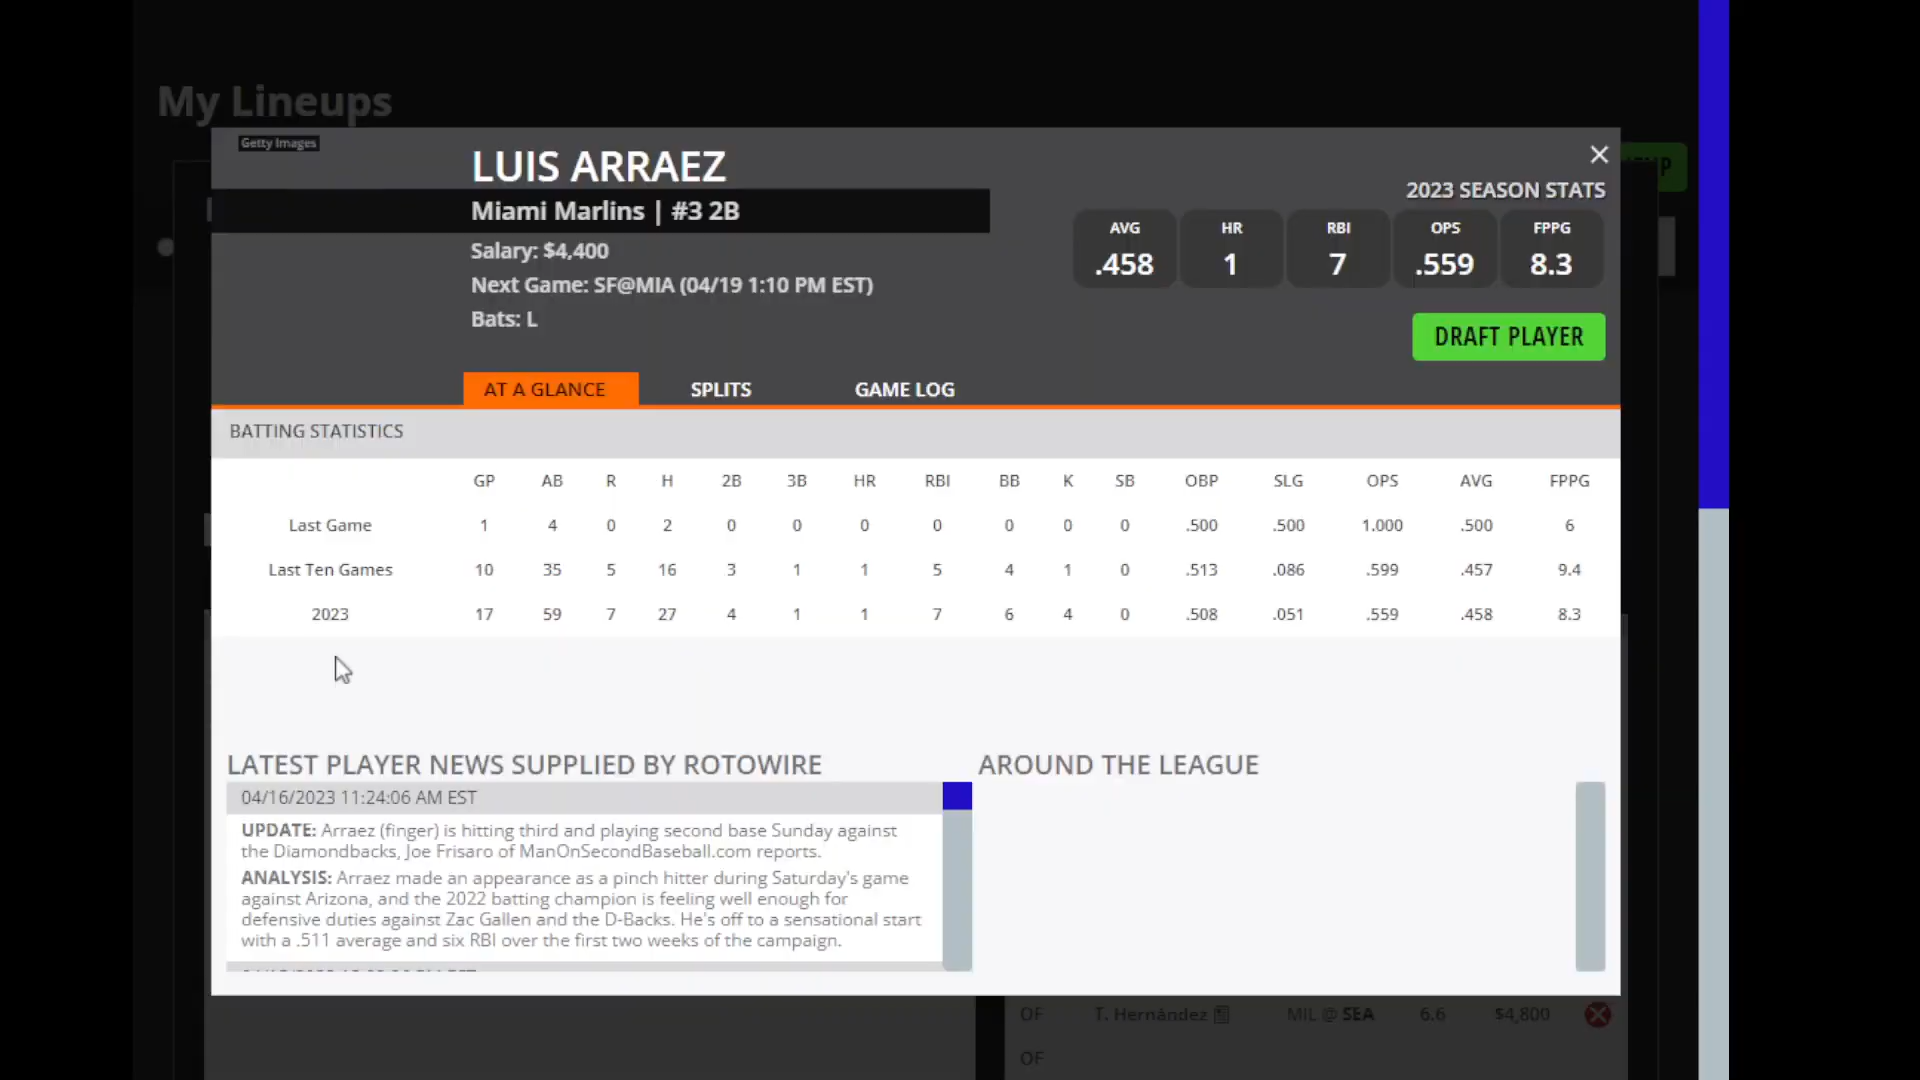 My Lineups
Getty Images
LUIS ARRAEZ
Miami Marlins | #3 2B
Salary: $4,400
Next Game: SF@MIA (04/19 1:10 PM EST)
Bats: L
2023 SEASON STATS
AVG HR RBI OPS FPPG
.458 1 7 .559 8.3
DRAFT PLAYER
AT A GLANCE SPLITS GAME LOG
BATTING STATISTICS
GP AB R H 2B 3B HR RBI BB K SB OBP SLG OPS AVG FPPG
Last Game 1 4 0 2 0 0 0 0 0 0 0 .500 .500 1.000 .500 6
Last Ten Games 10 35 5 16 3 1 1 5 4 1 0 .513 .086 .599 .457 9.4
2023 17 59 7 27 4 1 1 7 6 4 0 .508 .051 .559 .458 8.3
LATEST PLAYER NEWS SUPPLIED BY ROTOWIRE
04/16/2023 11:24:06 AM EST
UPDATE: Arraez (finger) is hitting third and playing second base Sunday against
the Diamondbacks, Joe Frisaro of ManOnSecondBaseball.com reports.
ANALYSIS: Arraez made an appearance as a pinch hitter during Saturday's game
against Arizona, and the 2022 batting champion is feeling well enough for
defensive duties against Zac Gallen and the D-Backs. He's off to a sensational start
with a .511 average and six RBI over the first two weeks of the campaign.
AROUND THE LEAGUE
OF T. Hernández MIL @ SEA 6.6 $4,800
OF